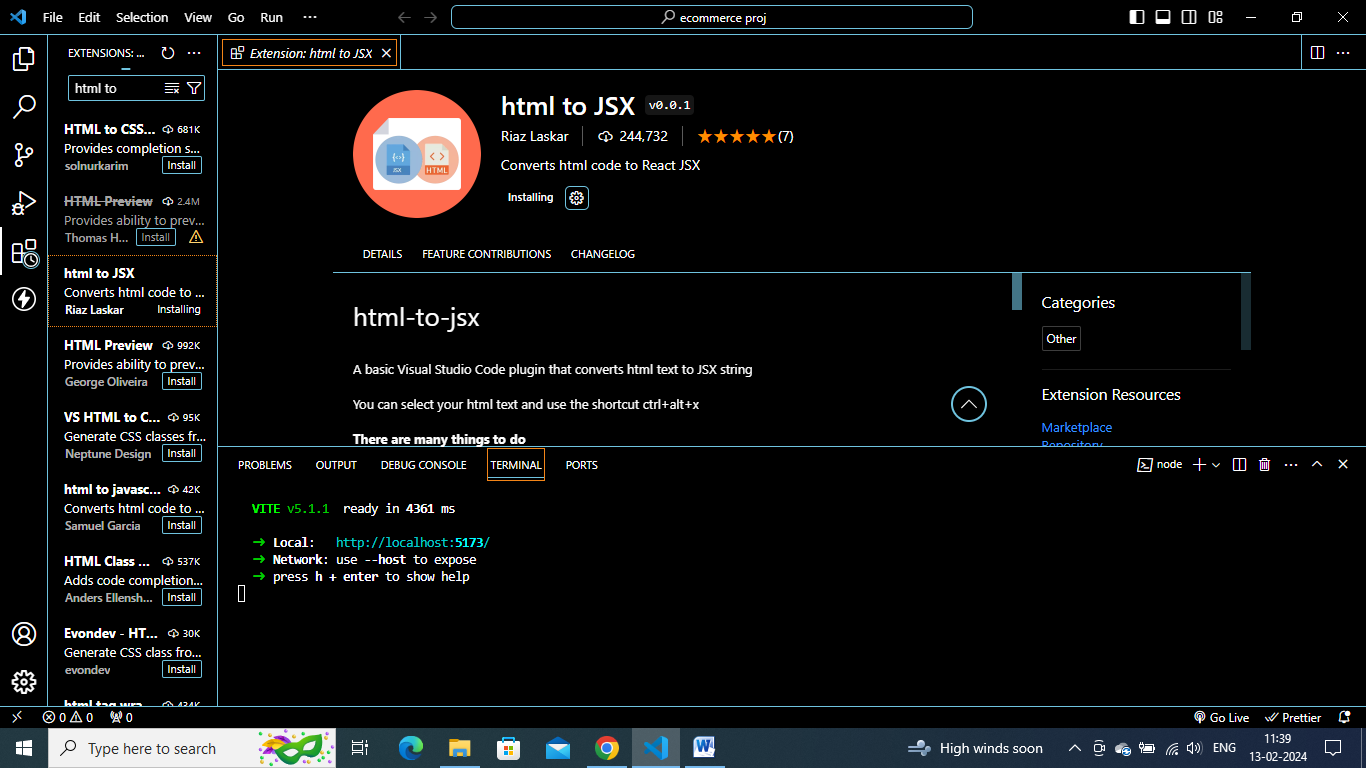 File Edit Selection View Go Run ···
ecommerce proj
EXTENSIONS: ...
html to
HTML to CSS... 681K
Provides completion s...
solnurkarim Install
HTML Preview 2.4M
Provides ability to prev...
Thomas H... Install
html to JSX
Converts html code to ...
Riaz Laskar Installing
HTML Preview 992K
Provides ability to prev...
George Oliveira Install
VS HTML to C... 95K
Generate CSS classes fr...
Neptune Design Install
html to javasc... 42K
Converts html code to ...
Samuel Garcia Install
HTML Class ... 537K
Adds code completion...
Anders Ellensh... Install
Evondev - HT... 30K
Generate CSS class fro...
evondev Install
html tag wra... 434K
Extension: html to JSX
html to JSX v0.0.1
Riaz Laskar 244,732 (7)
Converts html code to React JSX
Installing
JSX HTML
DETAILS FEATURE CONTRIBUTIONS CHANGELOG
html-to-jsx
A basic Visual Studio Code plugin that converts html text to JSX string
You can select your html text and use the shortcut ctrl+alt+x
There are many things to do
Categories
Other
Extension Resources
Marketplace
Repository
PROBLEMS OUTPUT DEBUG CONSOLE TERMINAL PORTS
node
VITE v5.1.1 ready in 4361 ms
➜ Local: http://localhost:5173/
➜ Network: use --host to expose
➜ press h + enter to show help
0 0 0
Go Live Prettier
Type here to search
High winds soon
ENG
11:39
13-02-2024